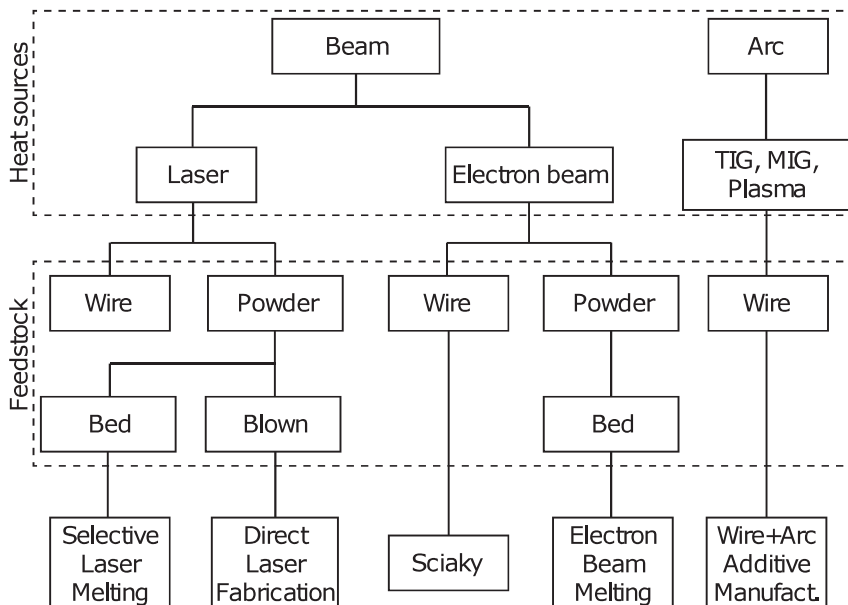 Heat sources
Beam
Arc
Laser
Electron beam
TIG, MIG,
Plasma
Feedstock
Wire
Powder
Wire
Powder
Wire
Bed
Blown
Bed
Selective
Laser
Melting
Direct
Laser
Fabrication
Sciaky
Electron
Beam
Melting
Wire+Arc
Additive
Manufact.